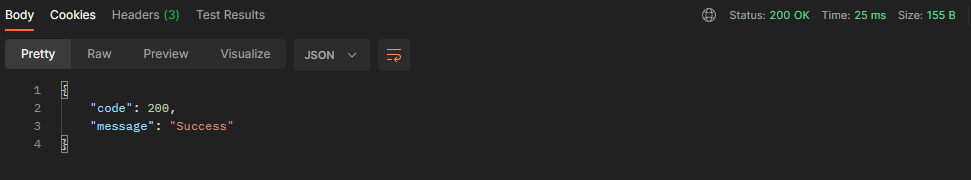 Body Cookies Headers (3) Test Results Status: 200 OK Time: 25 ms Size: 155 B
Pretty Raw Preview Visualize JSON
1 {
2 "code": 200,
3 "message": "Success"
4 }